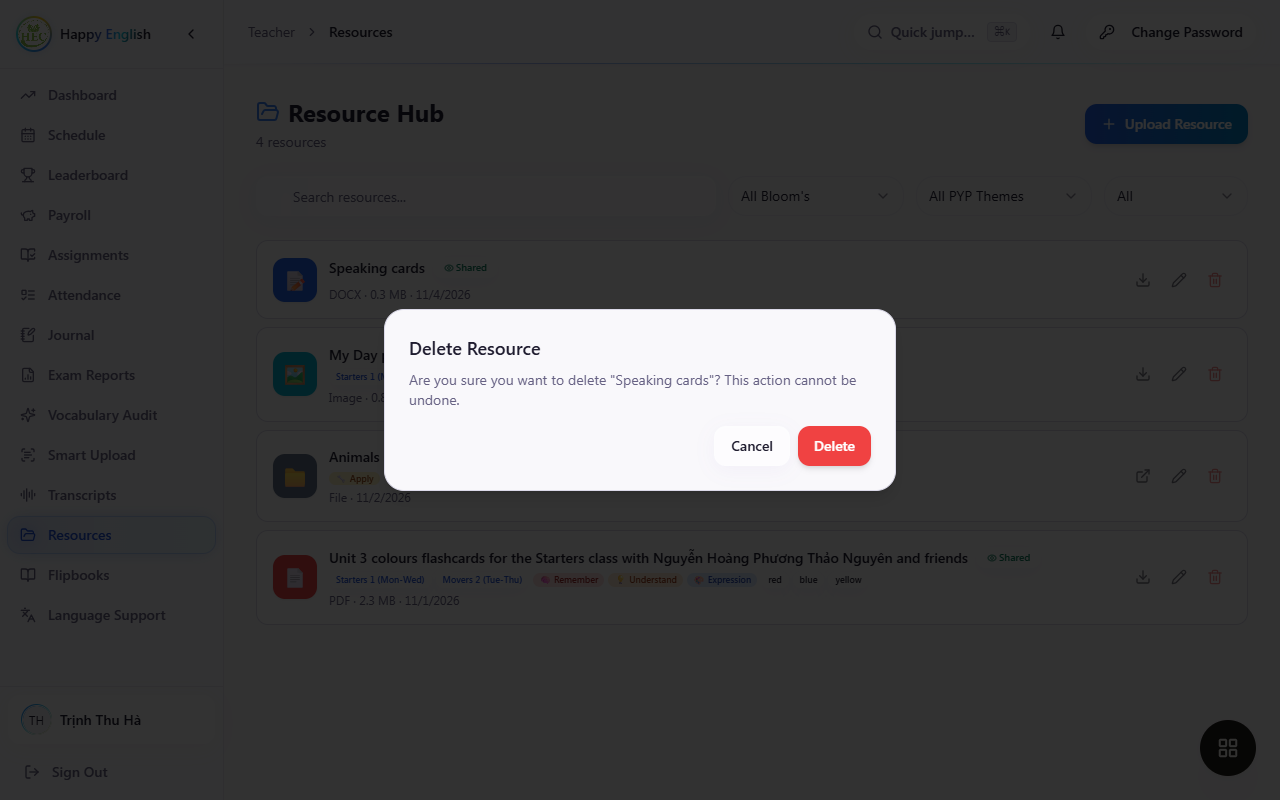 HEC
Happy English
Teacher
Resources
Quick jump...
⌘K
Change Password
Dashboard
Schedule
Leaderboard
Payroll
Assignments
Attendance
Journal
Exam Reports
Vocabulary Audit
Smart Upload
Transcripts
Resources
Flipbooks
Language Support
TH
Trịnh Thu Hà
Sign Out
Resource Hub
4 resources
Upload Resource
Search resources...
All Bloom's
All PYP Themes
All
Speaking cards
Shared
DOCX · 0.3 MB · 11/4/2026
My Day
Starters 1
Image · 0.
Animals
Apply
File · 11/2/2026
Unit 3 colours flashcards for the Starters class with Nguyễn Hoàng Phương Thảo Nguyên and friends
Shared
Starters 1 (Mon-Wed)
Movers 2 (Tue-Thu)
Remember
Understand
Expression
red
blue
yellow
PDF · 2.3 MB · 11/1/2026
Delete Resource
Are you sure you want to delete "Speaking cards"? This action cannot be
undone.
Cancel
Delete